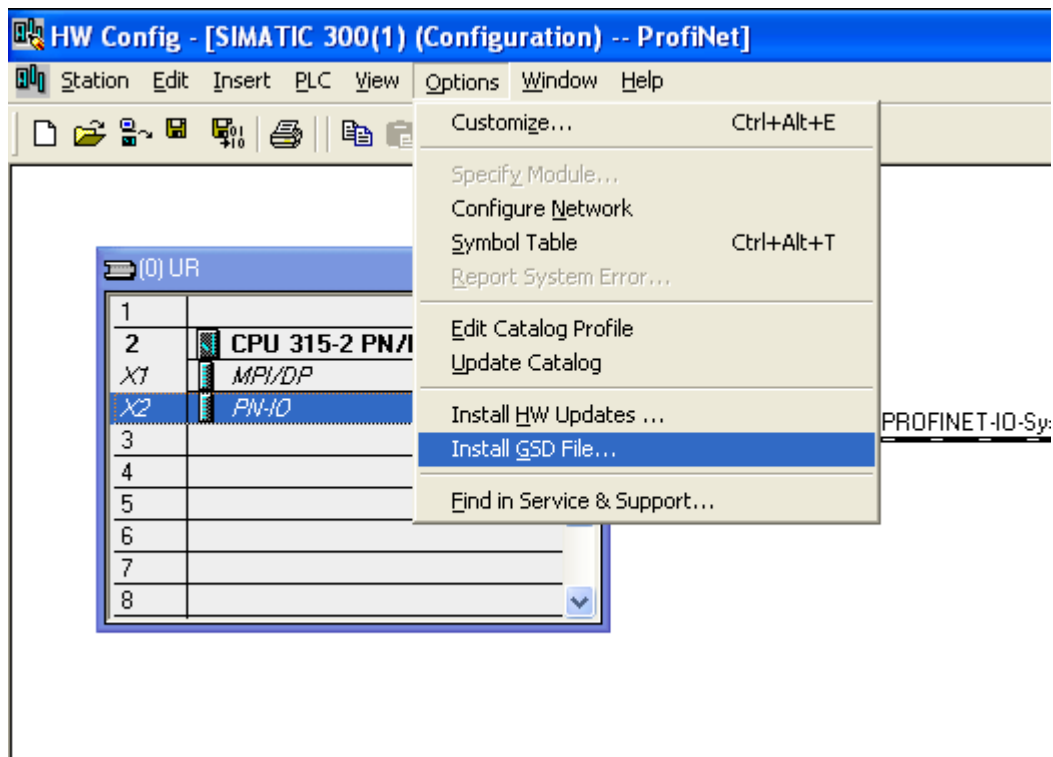 HW Config - [SIMATIC 300(1) (Configuration) -- ProfiNet]
Station Edit Insert PLC View Options Window Help
Customize... Ctrl+Alt+E
Specify Module...
Configure Network
Symbol Table Ctrl+Alt+T
Report System Error...
Edit Catalog Profile
Update Catalog
Install HW Updates ...
Install GSD File...
Find in Service & Support...
(0) UR
1
2 CPU 315-2 PN/
X1 MPI/DP
X2 PN-IO
3
4
5
6
7
8
PROFINET-IO-Sy